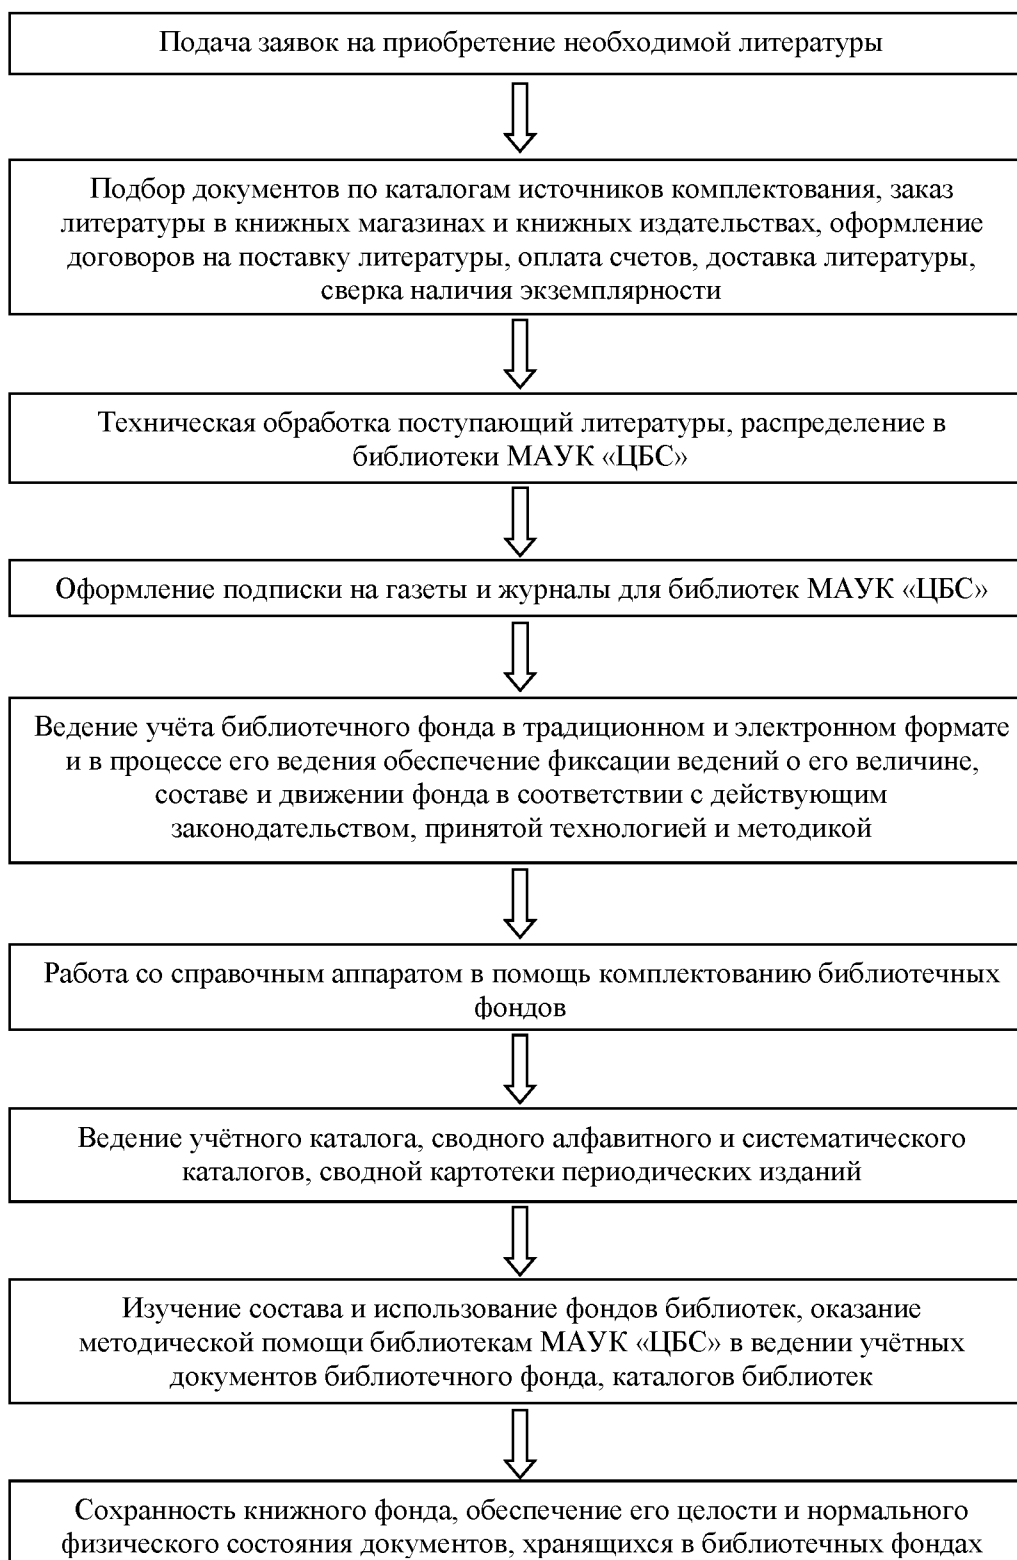 Подача заявок на приобретение необходимой литературы
Подбор документов по каталогам источников комплектования, заказ
литературы в книжных магазинах и книжных издательствах, оформление
договоров на поставку литературы, оплата счетов, доставка литературы,
сверка наличия экземплярности
Техническая обработка поступающий литературы, распределение в
библиотеки МАУК «ЦБС»
Оформление подписки на газеты и журналы для библиотек МАУК «ЦБС»
Ведение учёта библиотечного фонда в традиционном и электронном формате
и в процессе его ведения обеспечение фиксации ведений о его величине,
составе и движении фонда в соответствии с действующим
законодательством, принятой технологией и методикой
Работа со справочным аппаратом в помощь комплектованию библиотечных
фондов
Ведение учётного каталога, сводного алфавитного и систематического
каталогов, сводной картотеки периодических изданий
Изучение состава и использование фондов библиотек, оказание
методической помощи библиотекам МАУК «ЦБС» в ведении учётных
документов библиотечного фонда, каталогов библиотек
Сохранность книжного фонда, обеспечение его целости и нормального
физического состояния документов, хранящихся в библиотечных фондах